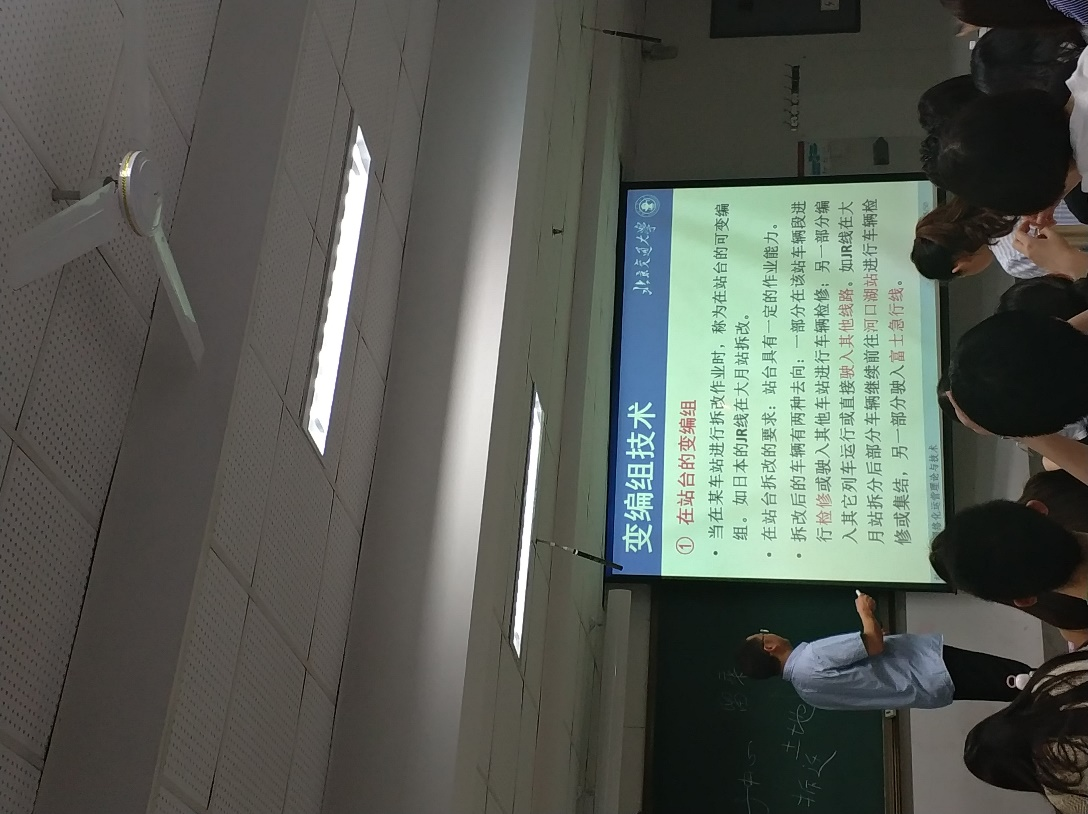 变编组技术
北京交通大学
① 在站台的变编组
• 当在某车站进行拆改作业时，称为在站台的可变编
组。如日本的JR线在大月站拆改。
• 在站台拆改的要求：站台具有一定的作业能力。
• 拆改后的车辆有两种去向：一部分在该站车辆段进
行检修或驶入其他车站进行车辆检修；另一部分编
入其它列车运行或直接驶入其他线路。如JR线在大
月站拆分后部分车辆继续前往河口湖站进行车辆检
修或集结，另一部分驶入富士急行线。
络化运营理论与技术